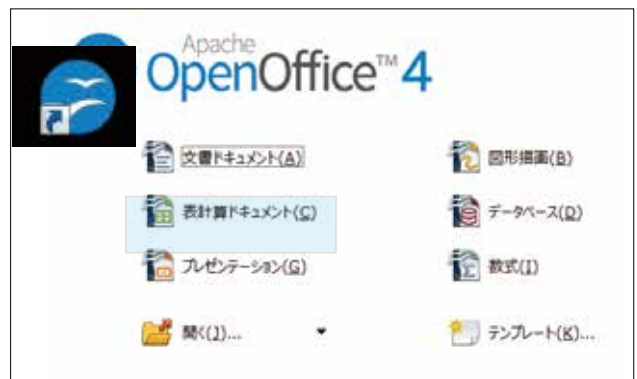 Apache
OpenOffice™ 4
文書ドキュメント(A)
図形描画(B)
表計算ドキュメント(C)
データベース(D)
プレゼンテーション(G)
数式(I)
開く(J)...
テンプレート(K)...